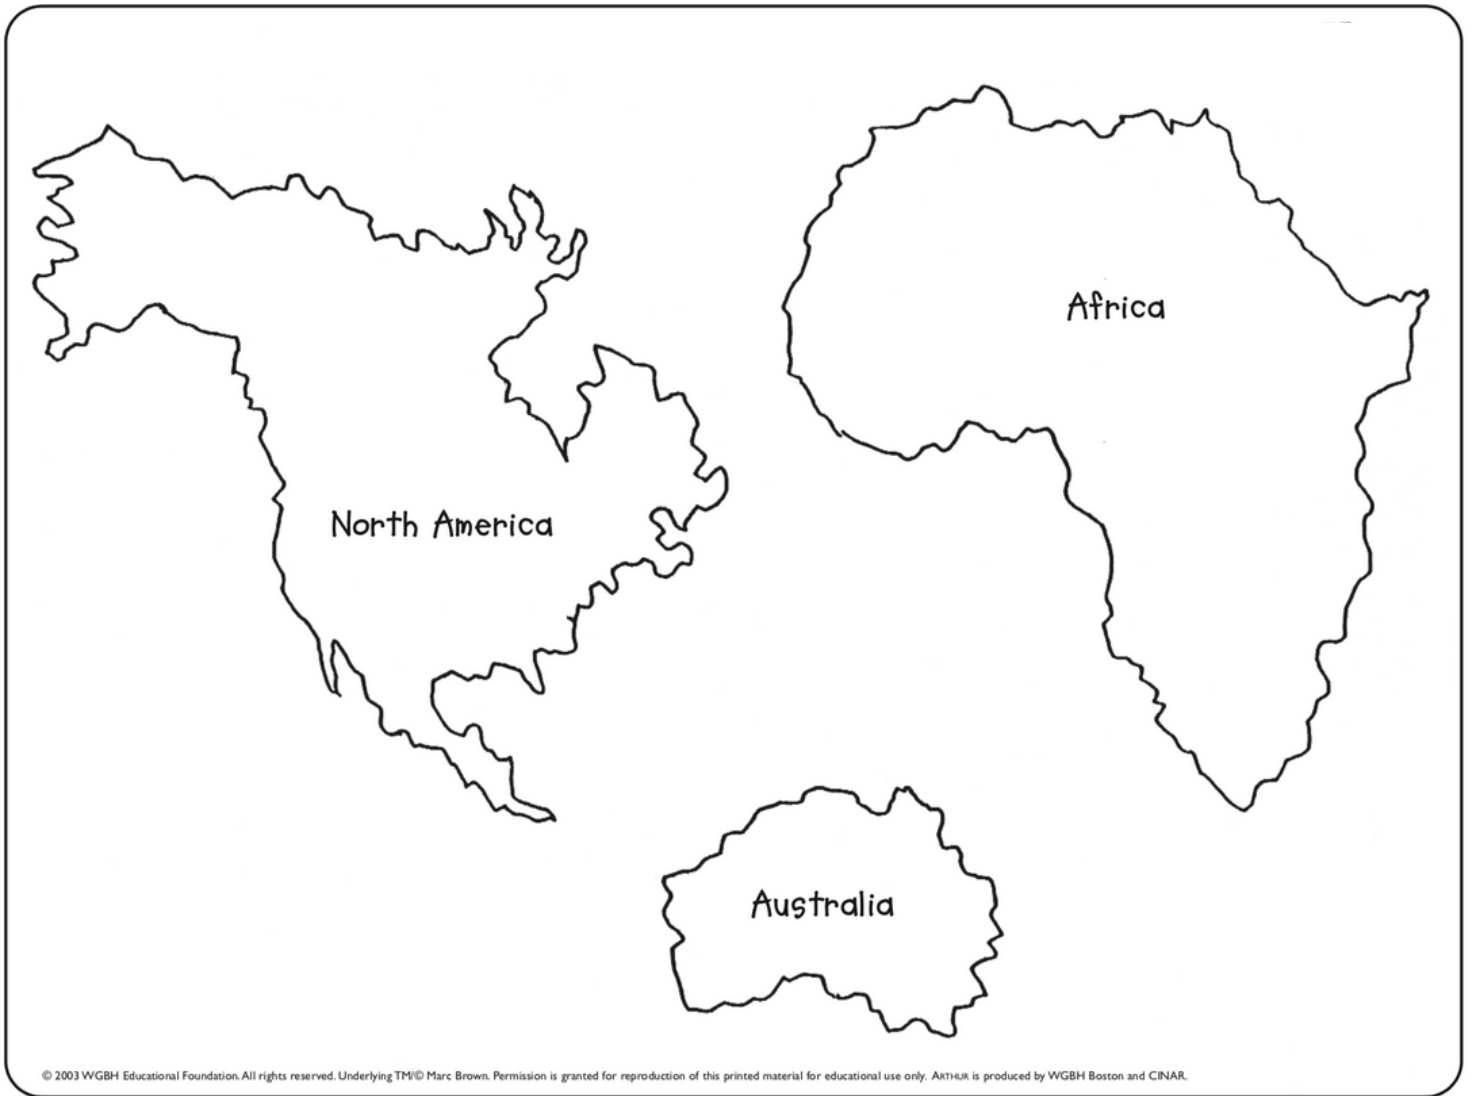 Africa
North America
Australia
© 2003 WGBH Educational Foundation. All rights reserved. Underlying TM/© Marc Brown. Permission is granted for reproduction of this printed material for educational use only. ARTHUR is produced by WGBH Boston and CINAR.